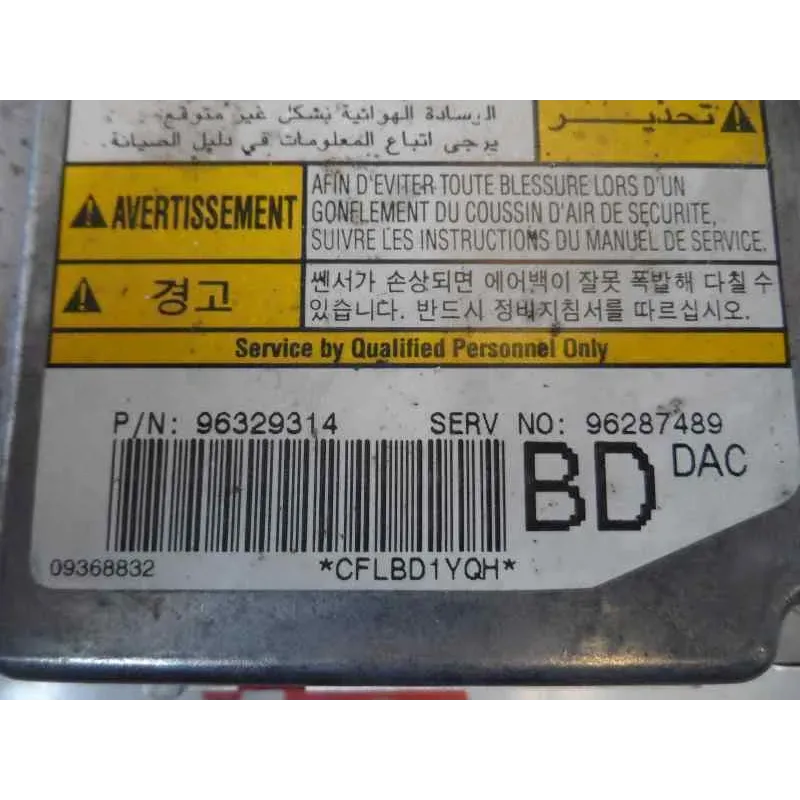 الوسادة الهوائية بشكل غير متوقع.
تحذير
يرجى اتباع المعلومات في دليل الصيانة.
AVERTISSEMENT
AFIN D'EVITER TOUTE BLESSURE LORS D'UN
GONFLEMENT DU COUSSIN D'AIR DE SECURITE,
SUIVRE LES INSTRUCTIONS DU MANUEL DE SERVICE.
경고
쎈서가 손상되면 에어백이 잘못 폭발해 다칠 수
있습니다. 반드시 정비지침서를 따르십시오.
Service by Qualified Personnel Only
P/N: 96329314 SERV NO: 96287489
BD DAC
09368832 *CFLBD1YQH*